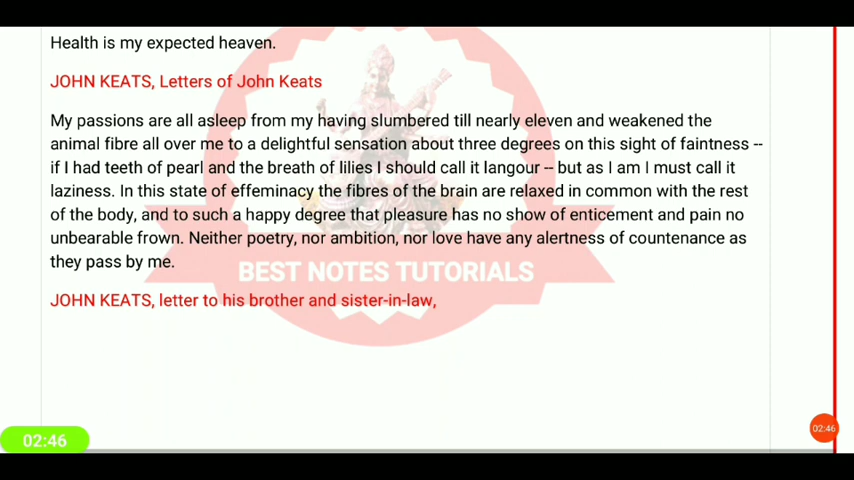 Health is my expected heaven.
JOHN KEATS, Letters of John Keats
My passions are all asleep from my having slumbered till nearly eleven and weakened the
animal fibre all over me to a delightful sensation about three degrees on this sight of faintness --
if I had teeth of pearl and the breath of lilies I should call it langour -- but as I am I must call it
laziness. In this state of effeminacy the fibres of the brain are relaxed in common with the rest
of the body, and to such a happy degree that pleasure has no show of enticement and pain no
unbearable frown. Neither poetry, nor ambition, nor love have any alertness of countenance as
they pass by me.
BEST NOTES TUTORIALS
JOHN KEATS, letter to his brother and sister-in-law,
02:46
02:46